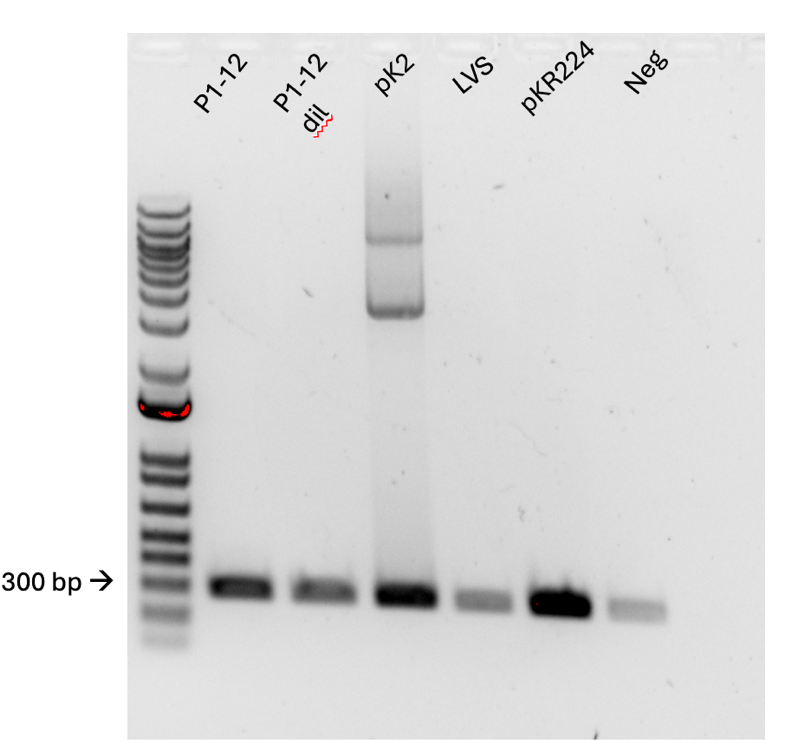 P1-12
P1-12
dil
pK2
LVS
pKR224
Neg
300 bp →